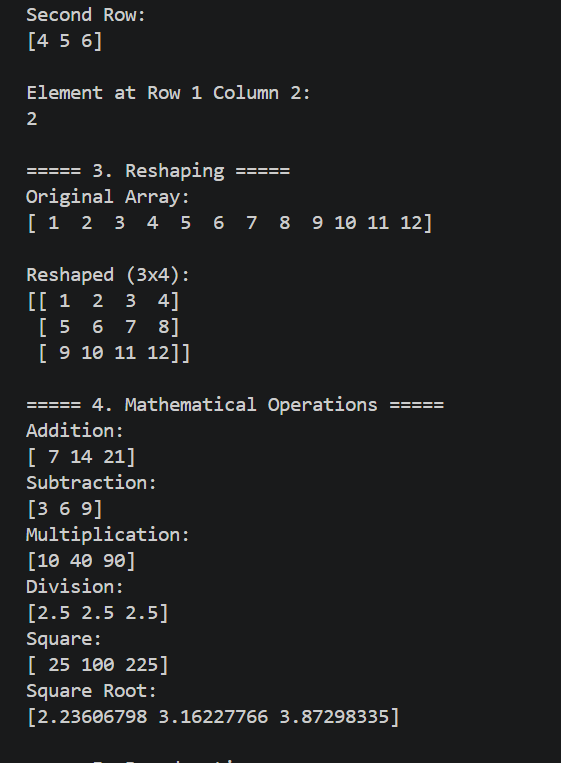 Second Row:
[4 5 6]
Element at Row 1 Column 2:
2
===== 3. Reshaping =====
Original Array:
[ 1  2  3  4  5  6  7  8  9 10 11 12]
Reshaped (3x4):
[[ 1  2  3  4]
 [ 5  6  7  8]
 [ 9 10 11 12]]
===== 4. Mathematical Operations =====
Addition:
[ 7 14 21]
Subtraction:
[3 6 9]
Multiplication:
[10 40 90]
Division:
[2.5 2.5 2.5]
Square:
[ 25 100 225]
Square Root:
[2.23606798 3.16227766 3.87298335]